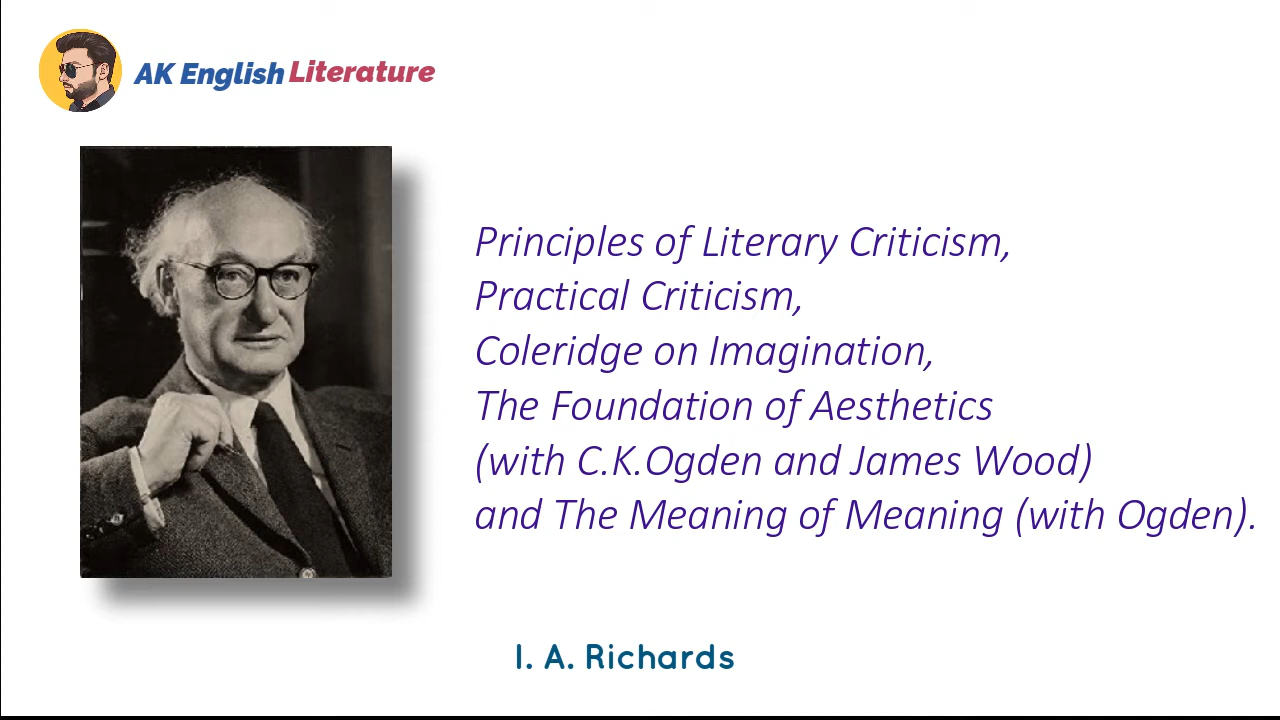 AK English Literature
Principles of Literary Criticism,
Practical Criticism,
Coleridge on Imagination,
The Foundation of Aesthetics
(with C.K.Ogden and James Wood)
and The Meaning of Meaning (with Ogden).
I. A. Richards